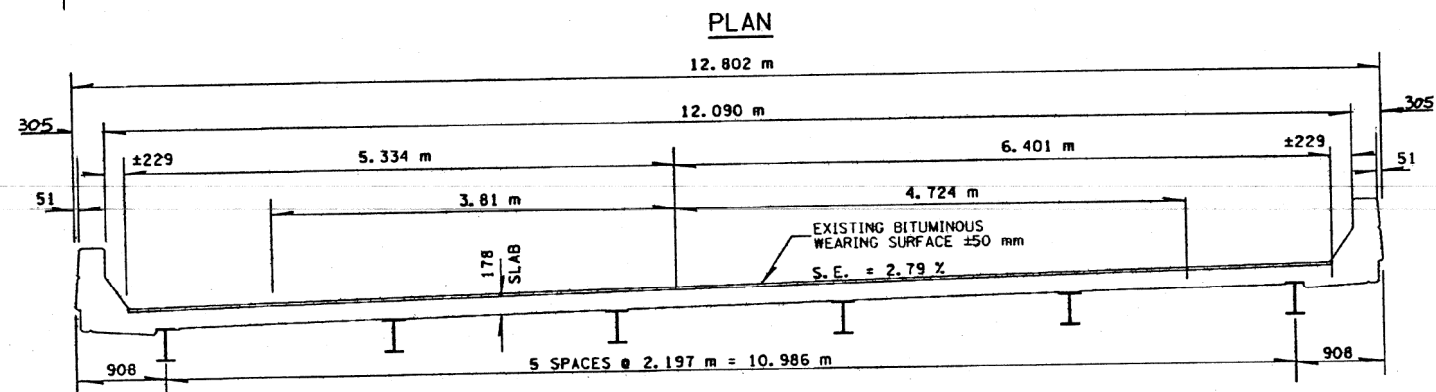 PLAN
12.802 m
305
12.090 m
305
±229
5.334 m
6.401 m
±229
51
3.81 m
4.724 m
51
178
SLAB
EXISTING BITUMINOUS
WEARING SURFACE ±50 mm
S.E. = 2.79 %
908
5 SPACES @ 2.197 m = 10.986 m
908